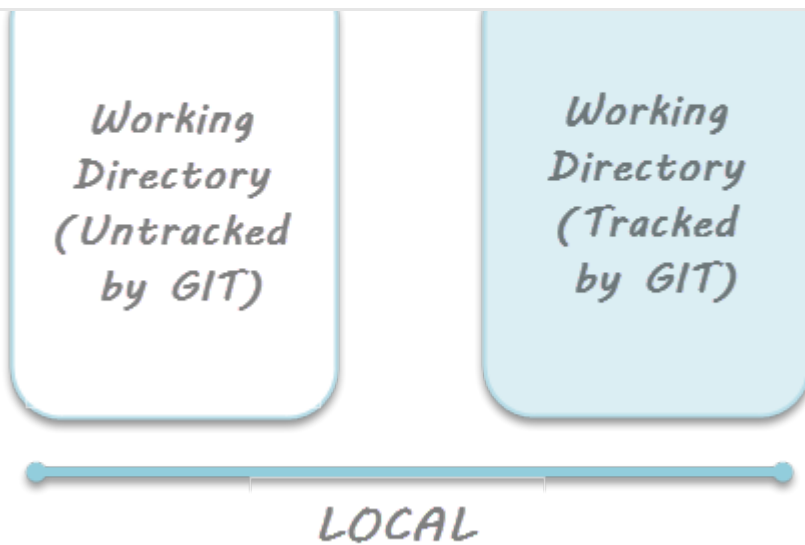 Working
Directory
(Untracked
by GIT)
Working
Directory
(Tracked
by GIT)
LOCAL